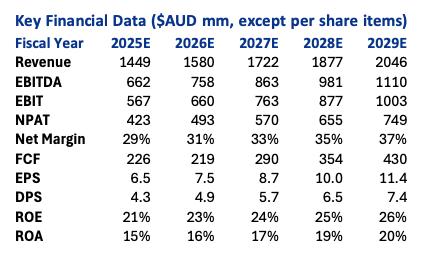 Key Financial Data ($AUD mm, except per share items)
Fiscal Year 2025E 2026E 2027E 2028E 2029E
Revenue 1449 1580 1722 1877 2046
EBITDA 662 758 863 981 1110
EBIT 567 660 763 877 1003
NPAT 423 493 570 655 749
Net Margin 29% 31% 33% 35% 37%
FCF 226 219 290 354 430
EPS 6.5 7.5 8.7 10.0 11.4
DPS 4.3 4.9 5.7 6.5 7.4
ROE 21% 23% 24% 25% 26%
ROA 15% 16% 17% 19% 20%